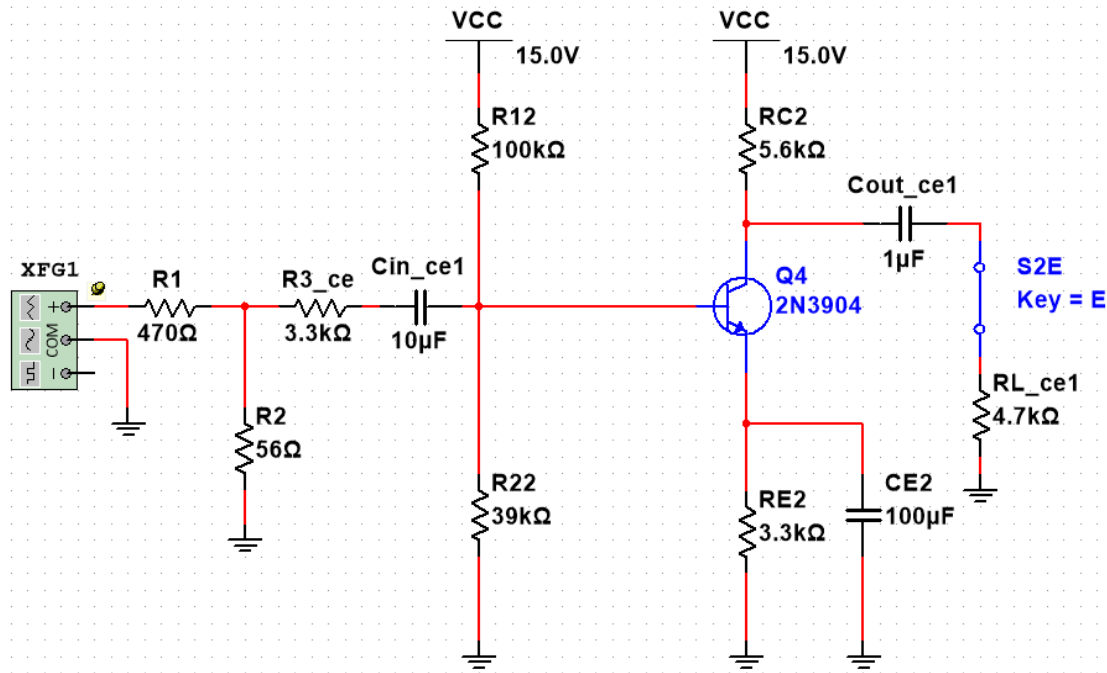 VCC
15.0V
VCC
15.0V
R12
100kΩ
RC2
5.6kΩ
Cout_ce1
1µF
XFG1
COM
R1
470Ω
R3_ce
3.3kΩ
Cin_ce1
10µF
Q4
2N3904
S2E
Key = E
R2
56Ω
RL_ce1
4.7kΩ
R22
39kΩ
RE2
3.3kΩ
CE2
100µF